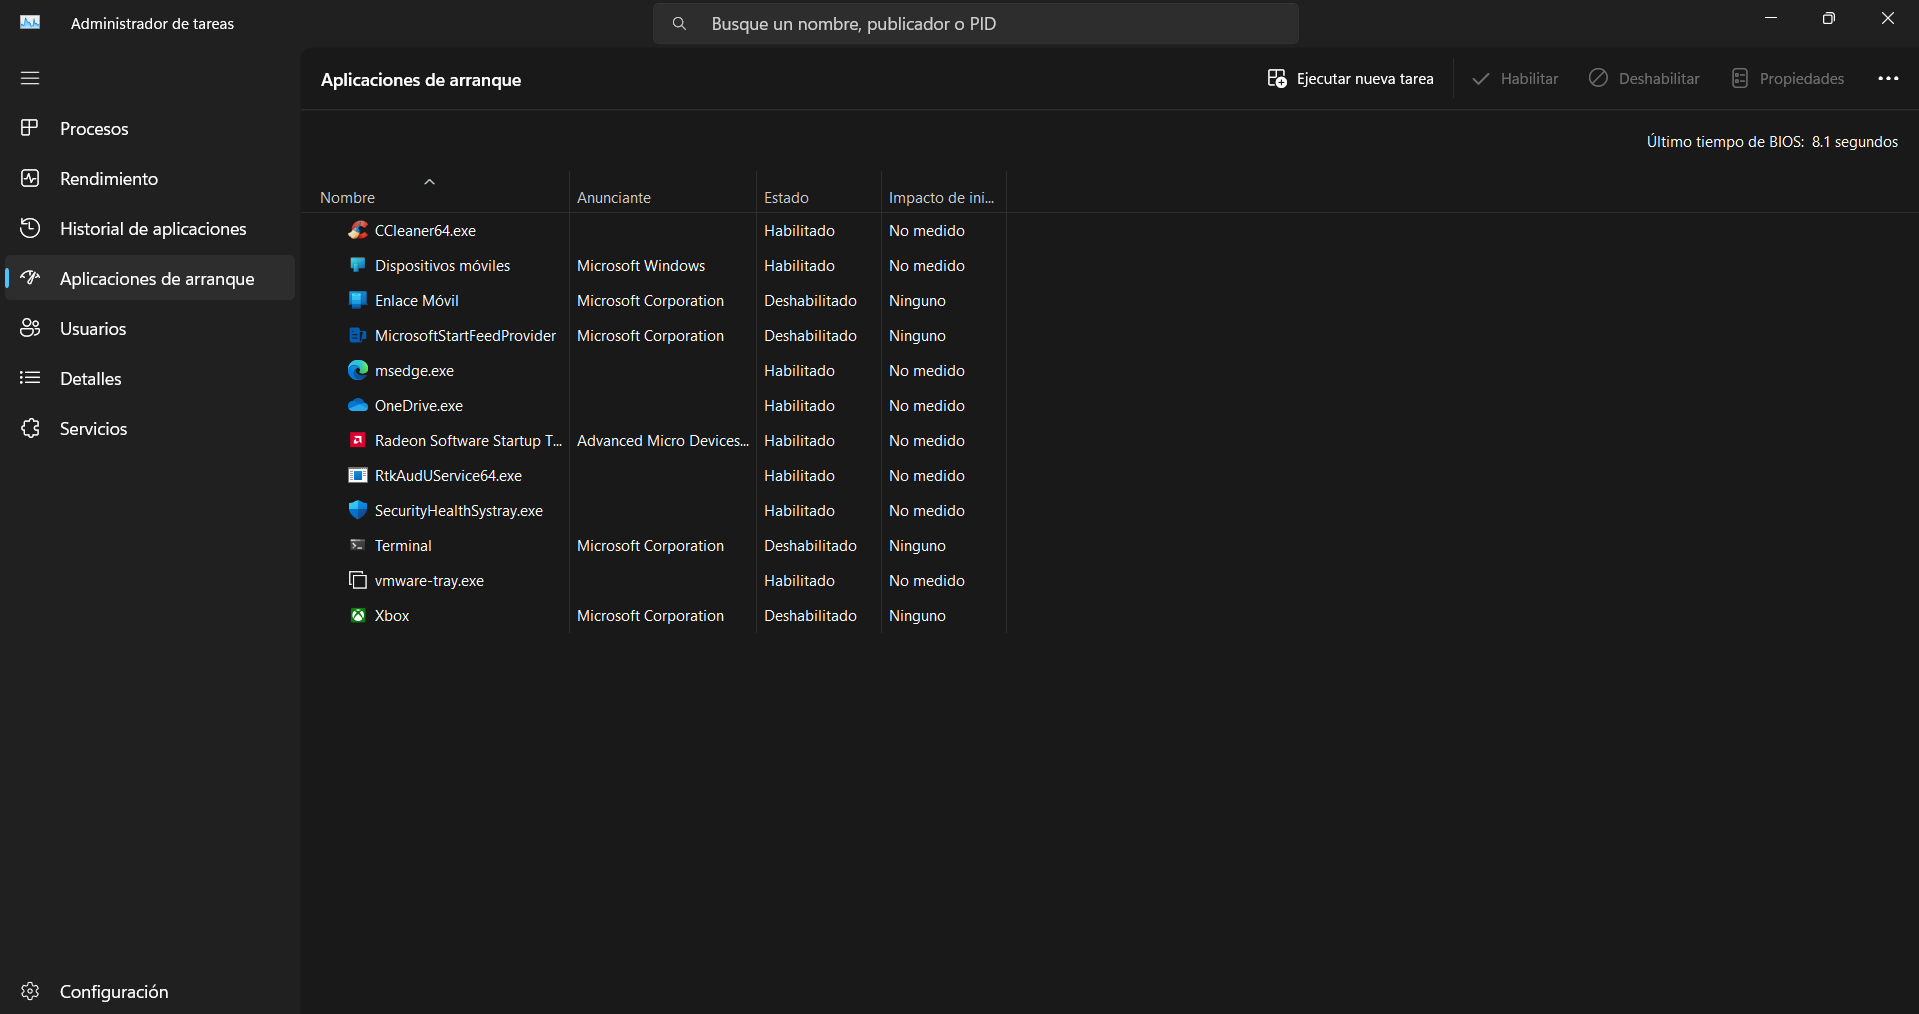 Administrador de tareas
Busque un nombre, publicador o PID
Aplicaciones de arranque
Ejecutar nueva tarea
Habilitar
Deshabilitar
Propiedades
Procesos
Rendimiento
Historial de aplicaciones
Aplicaciones de arranque
Usuarios
Detalles
Servicios
Configuración
Último tiempo de BIOS: 8.1 segundos
Nombre Anunciante Estado Impacto de ini...
CCleaner64.exe Habilitado No medido
Dispositivos móviles Microsoft Windows Habilitado No medido
Enlace Móvil Microsoft Corporation Deshabilitado Ninguno
MicrosoftStartFeedProvider Microsoft Corporation Deshabilitado Ninguno
msedge.exe Habilitado No medido
OneDrive.exe Habilitado No medido
Radeon Software Startup T... Advanced Micro Devices... Habilitado No medido
RtkAudUService64.exe Habilitado No medido
SecurityHealthSystray.exe Habilitado No medido
Terminal Microsoft Corporation Deshabilitado Ninguno
vmware-tray.exe Habilitado No medido
Xbox Microsoft Corporation Deshabilitado Ninguno